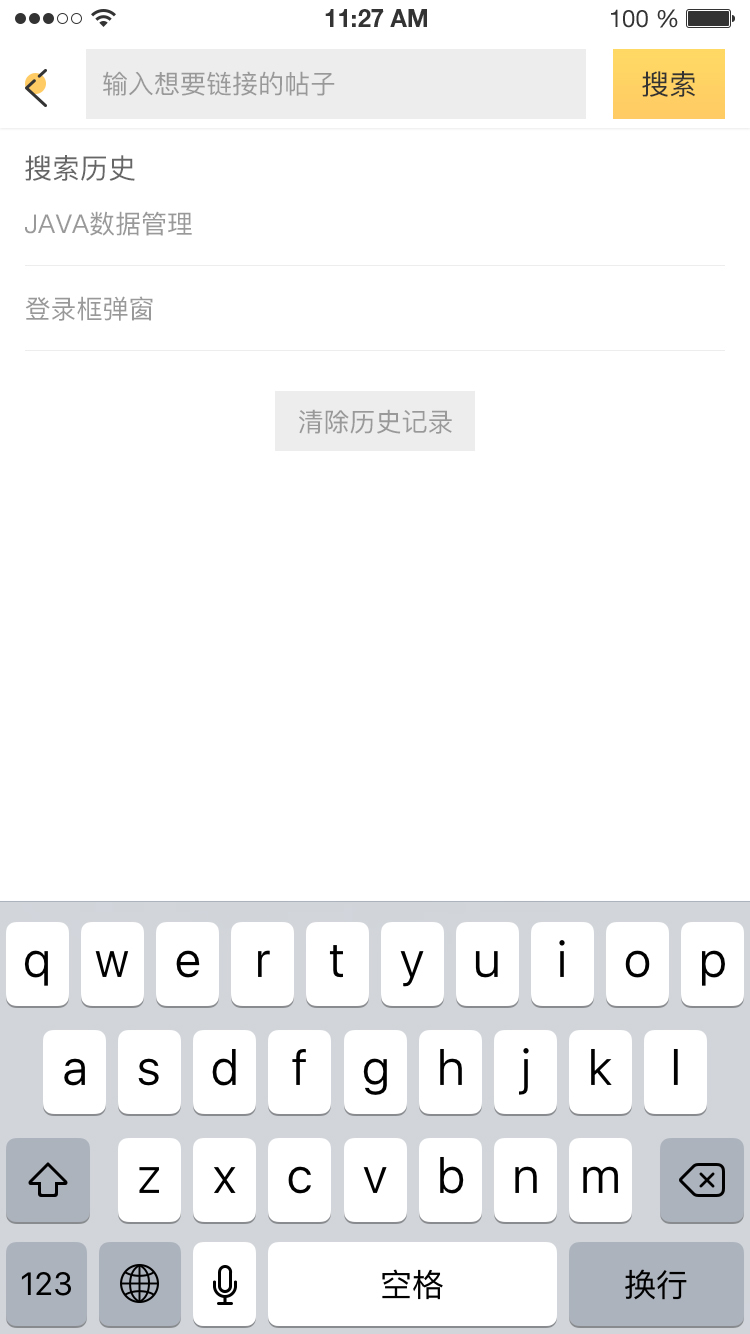 11:27 AM 100 %
输入想要链接的帖子 搜索
搜索历史
JAVA数据管理
登录框弹窗
清除历史记录
q w e r t y u i o p
a s d f g h j k l
z x c v b n m
123 空格 换行